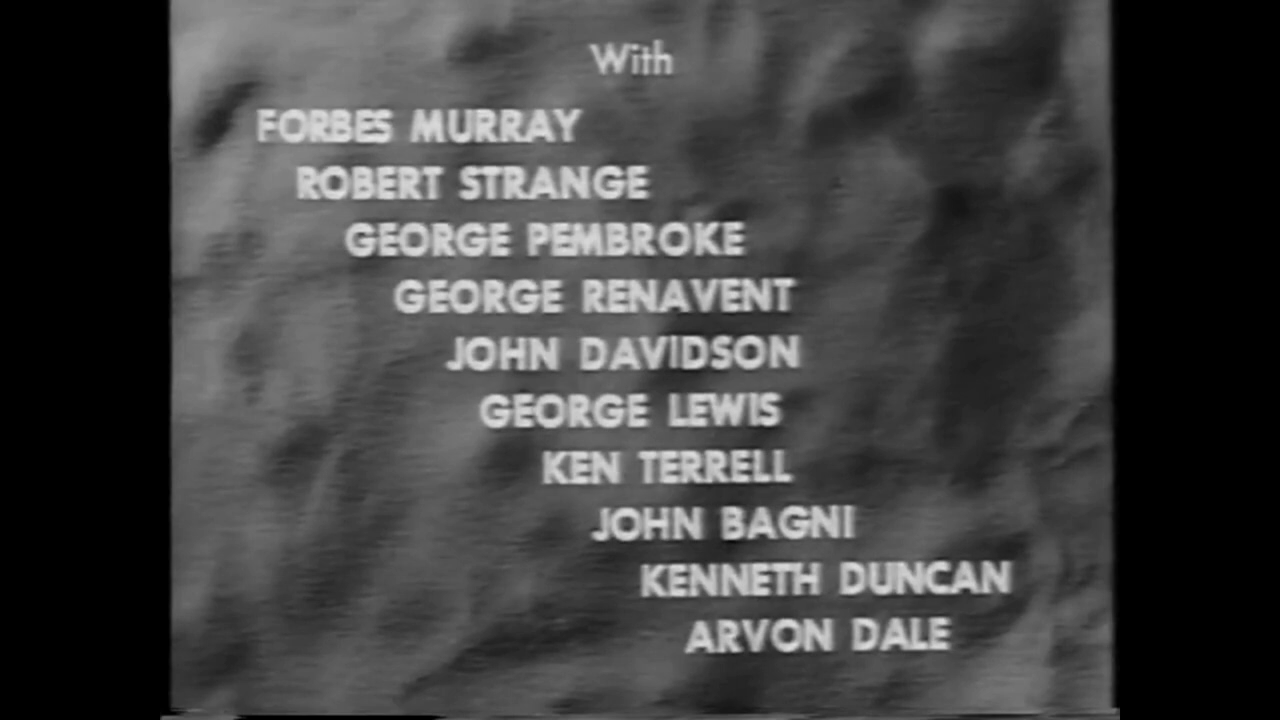 With
FORBES MURRAY
ROBERT STRANGE
GEORGE PEMBROKE
GEORGE RENAVENT
JOHN DAVIDSON
GEORGE LEWIS
KEN TERRELL
JOHN BAGNI
KENNETH DUNCAN
ARVON DALE